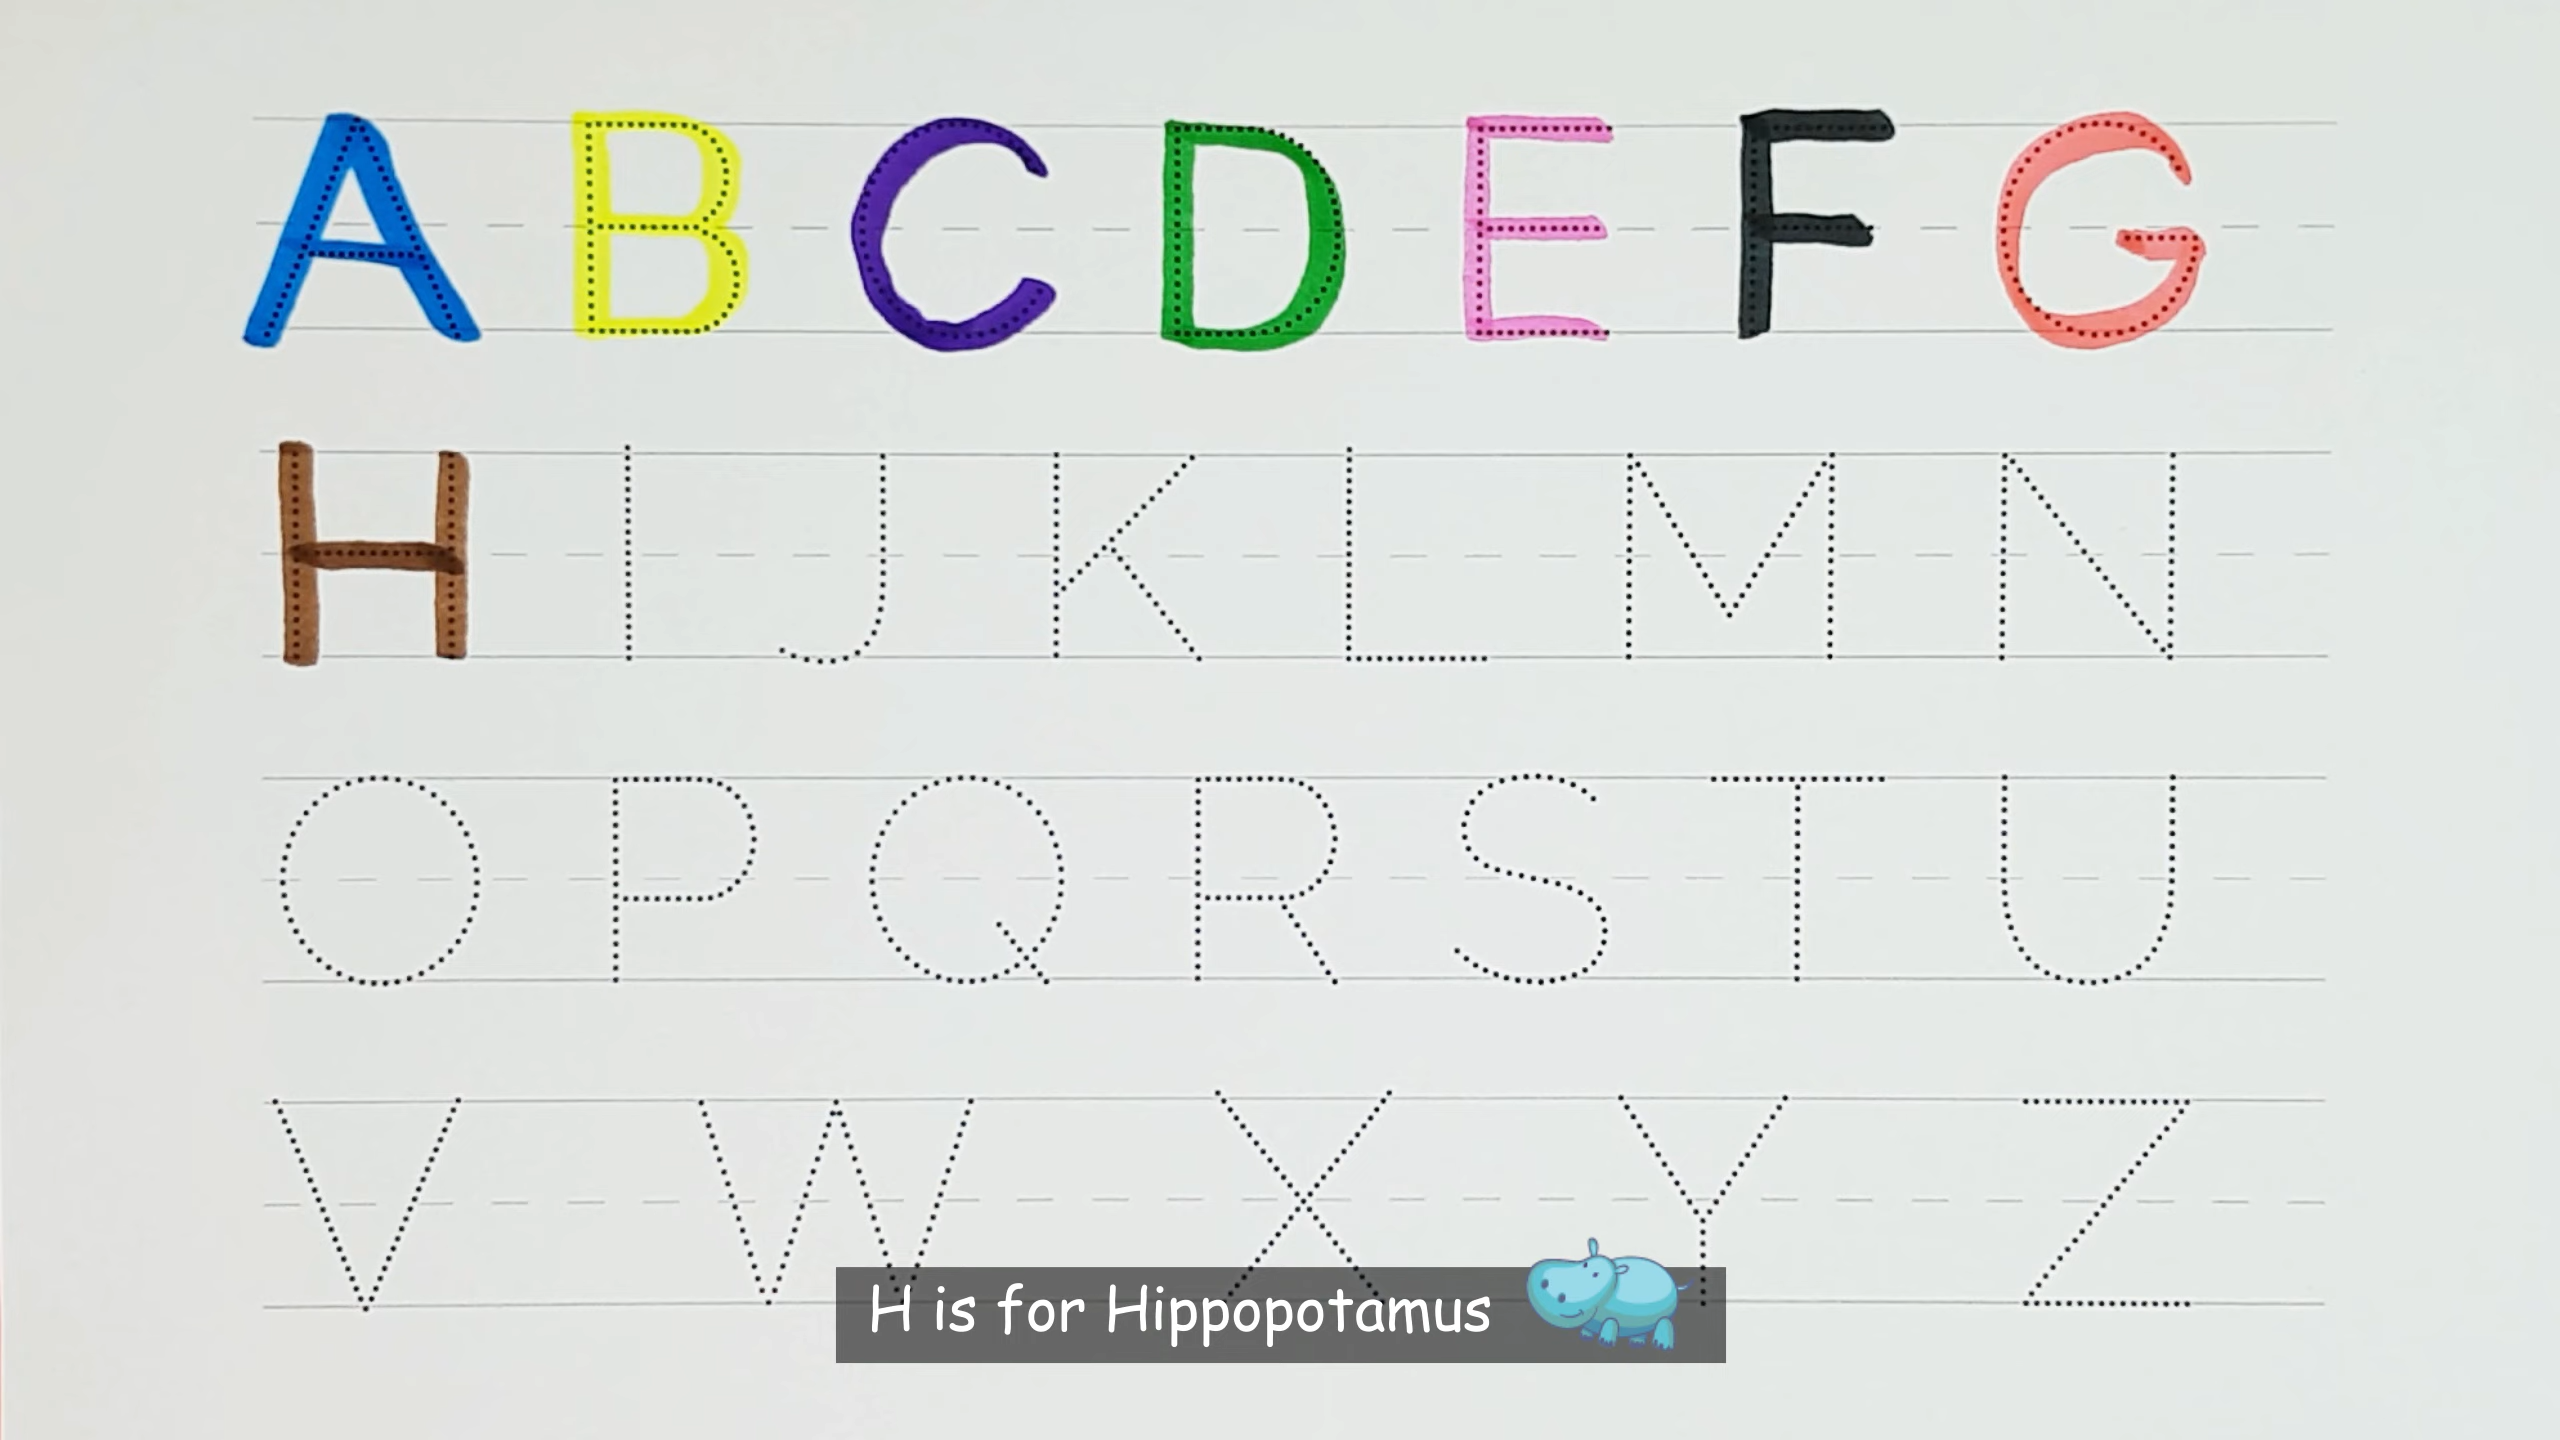 A B C D E F G
H I J K L M N
O P Q R S T U
V W X Y Z
H is for Hippopotamus